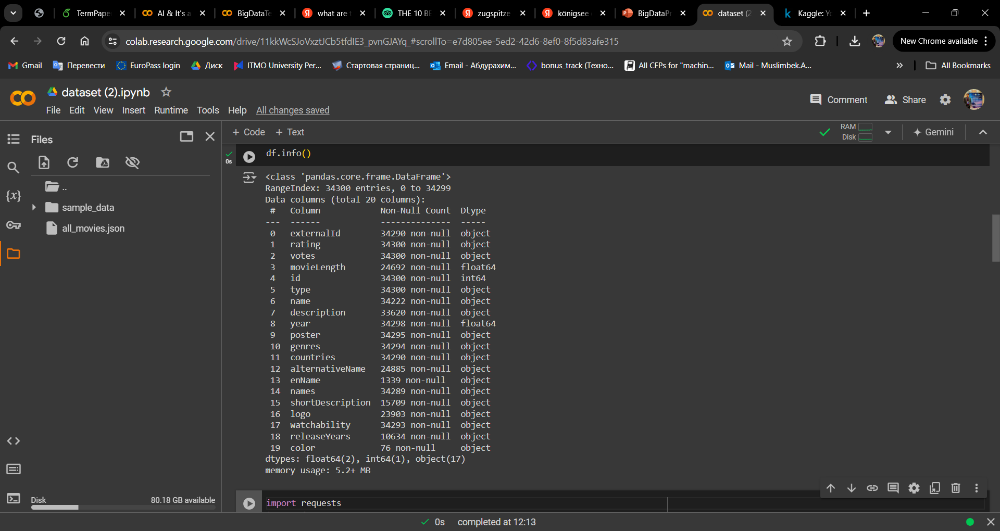 TermPape
AI & It's a
BigDataTe
what are t
THE 10 BE
zugspitze
königsee
BigDataPr
dataset (2
Kaggle: Yo
colab.research.google.com/drive/11kkWcSJoVxztJCb5tfdIE3_pvnGJAYq_#scrollTo=e7d805ee-5ed2-42d6-8ef0-8f5d83afe315
New Chrome available
Gmail
Перевести
EuroPass login
Диск
ITMO University Per...
Стартовая страниц...
Email - Абдурахим...
bonus_track (Техно...
All CFPs for "machin...
Mail - Muslimbek.A...
All Bookmarks
dataset (2).ipynb
File Edit View Insert Runtime Tools Help All changes saved
Comment
Share
Files
+ Code + Text
RAM
Disk
Gemini
..
sample_data
all_movies.json
Disk 80.18 GB available
0s
df.info()
<class 'pandas.core.frame.DataFrame'>
RangeIndex: 34300 entries, 0 to 34299
Data columns (total 20 columns):
# Column Non-Null Count Dtype
--- ------ -------------- -----
0 externalId 34290 non-null object
1 rating 34300 non-null object
2 votes 34300 non-null object
3 movieLength 24692 non-null float64
4 id 34300 non-null int64
5 type 34300 non-null object
6 name 34222 non-null object
7 description 33620 non-null object
8 year 34298 non-null float64
9 poster 34295 non-null object
10 genres 34294 non-null object
11 countries 34290 non-null object
12 alternativeName 24885 non-null object
13 enName 1339 non-null object
14 names 34289 non-null object
15 shortDescription 15709 non-null object
16 logo 23903 non-null object
17 watchability 34293 non-null object
18 releaseYears 10634 non-null object
19 color 76 non-null object
dtypes: float64(2), int64(1), object(17)
memory usage: 5.2+ MB
import requests
0s completed at 12:13